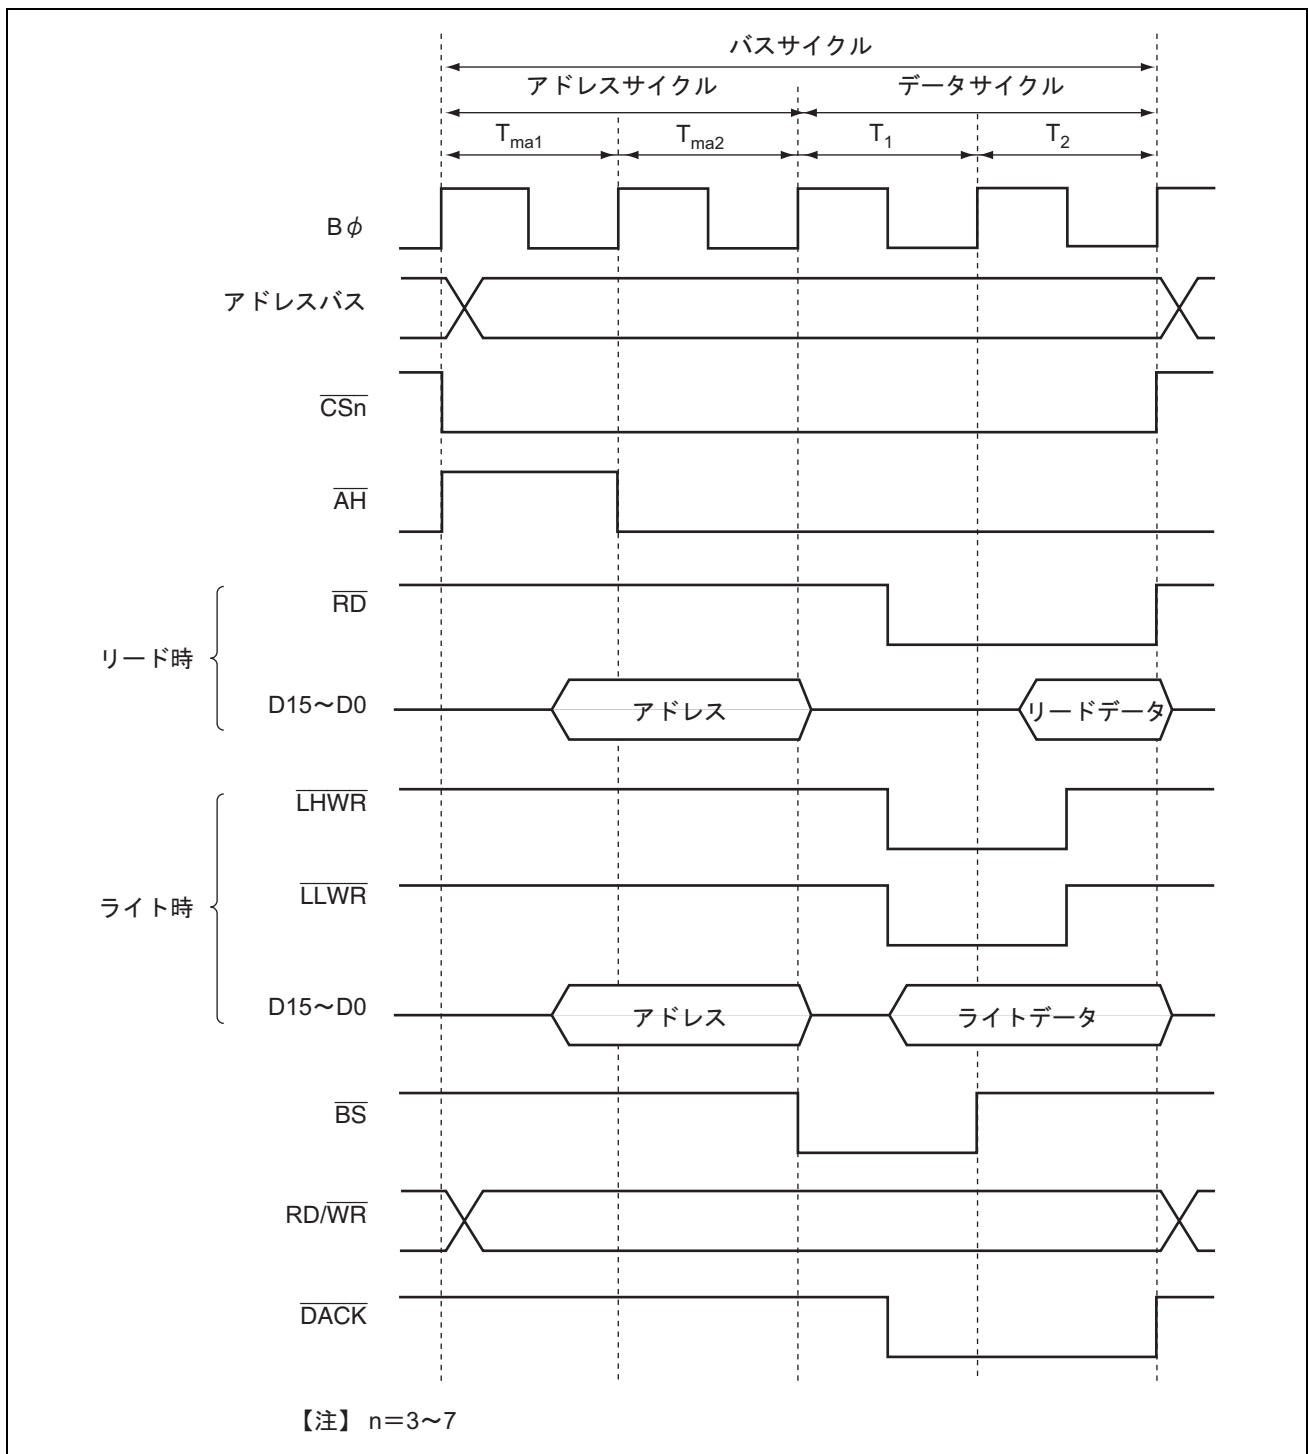 バスサイクル
アドレスサイクル データサイクル
Tma1 Tma2 T1 T2
Bφ
アドレスバス
CSn
AH
RD
リード時
D15～D0 アドレス リードデータ
LHWR
LLWR
ライト時
D15～D0 アドレス ライトデータ
BS
RD/WR
DACK
【注】 n＝3～7